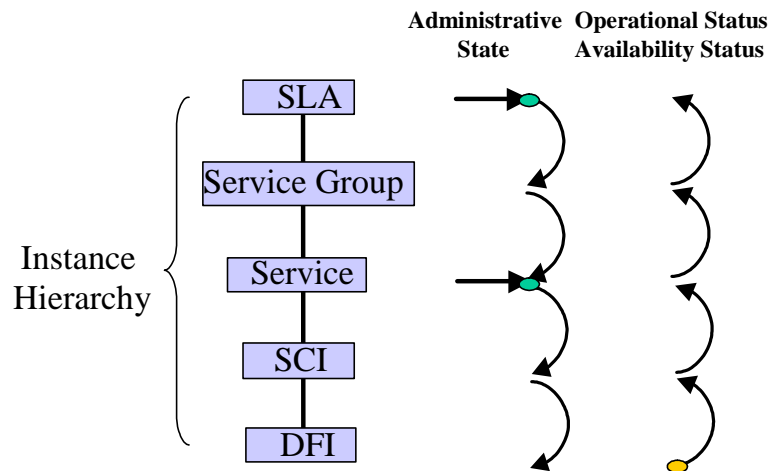 Administrative State
Operational Status
Availability Status
SLA
Service Group
Instance
Hierarchy
Service
SCI
DFI